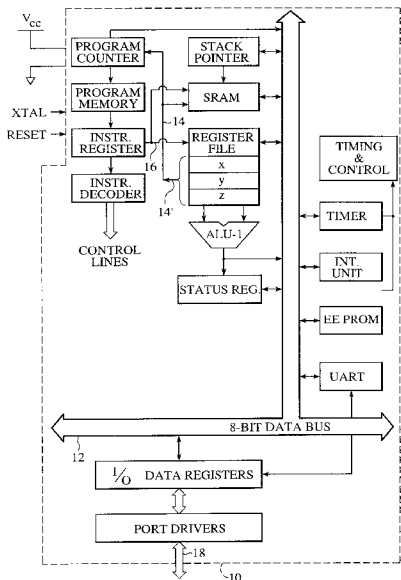 Vcc
PROGRAM
COUNTER
STACK
POINTER
PROGRAM
MEMORY
14
SRAM
XTAL
RESET
INSTR.
REGISTER
16
REGISTER
FILE
x
y
z
TIMING
&
CONTROL
INSTR.
DECODER
14'
CONTROL
LINES
ALU-1
TIMER
STATUS REG.
INT.
UNIT
EE PROM
UART
8-BIT DATA BUS
12
I/O DATA REGISTERS
PORT DRIVERS
18
10